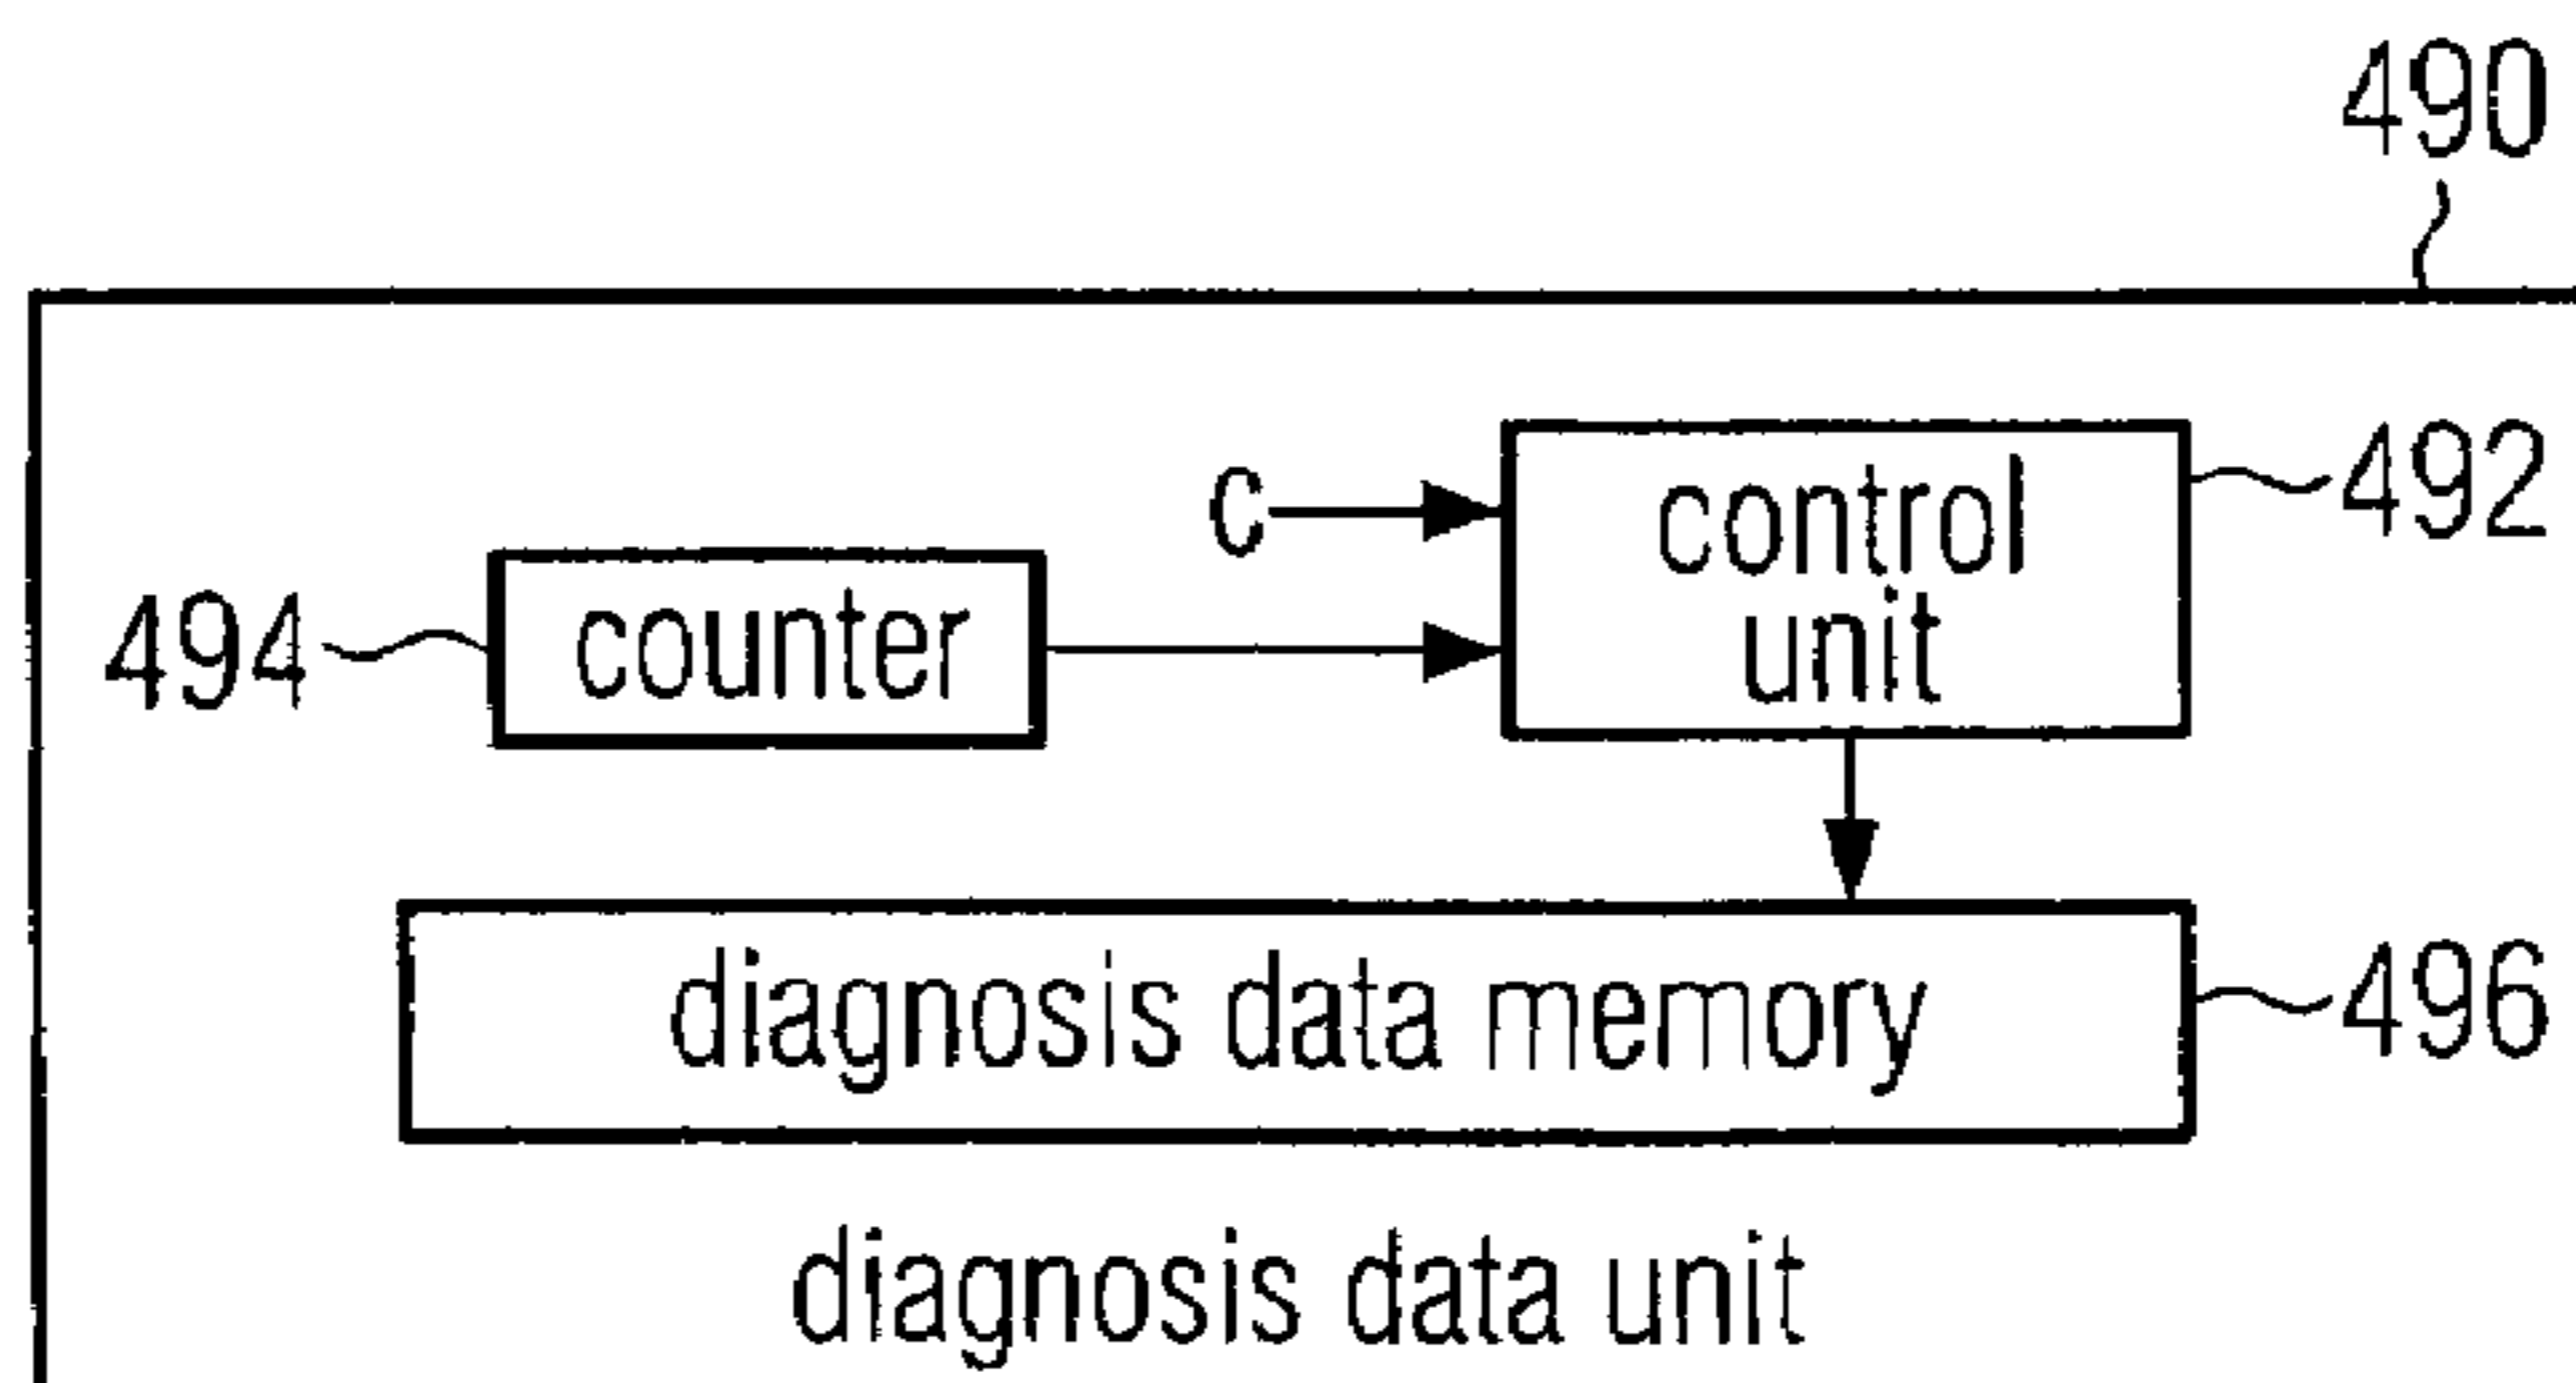 490
C
control
unit
492
494
counter
diagnosis data memory
496
diagnosis data unit